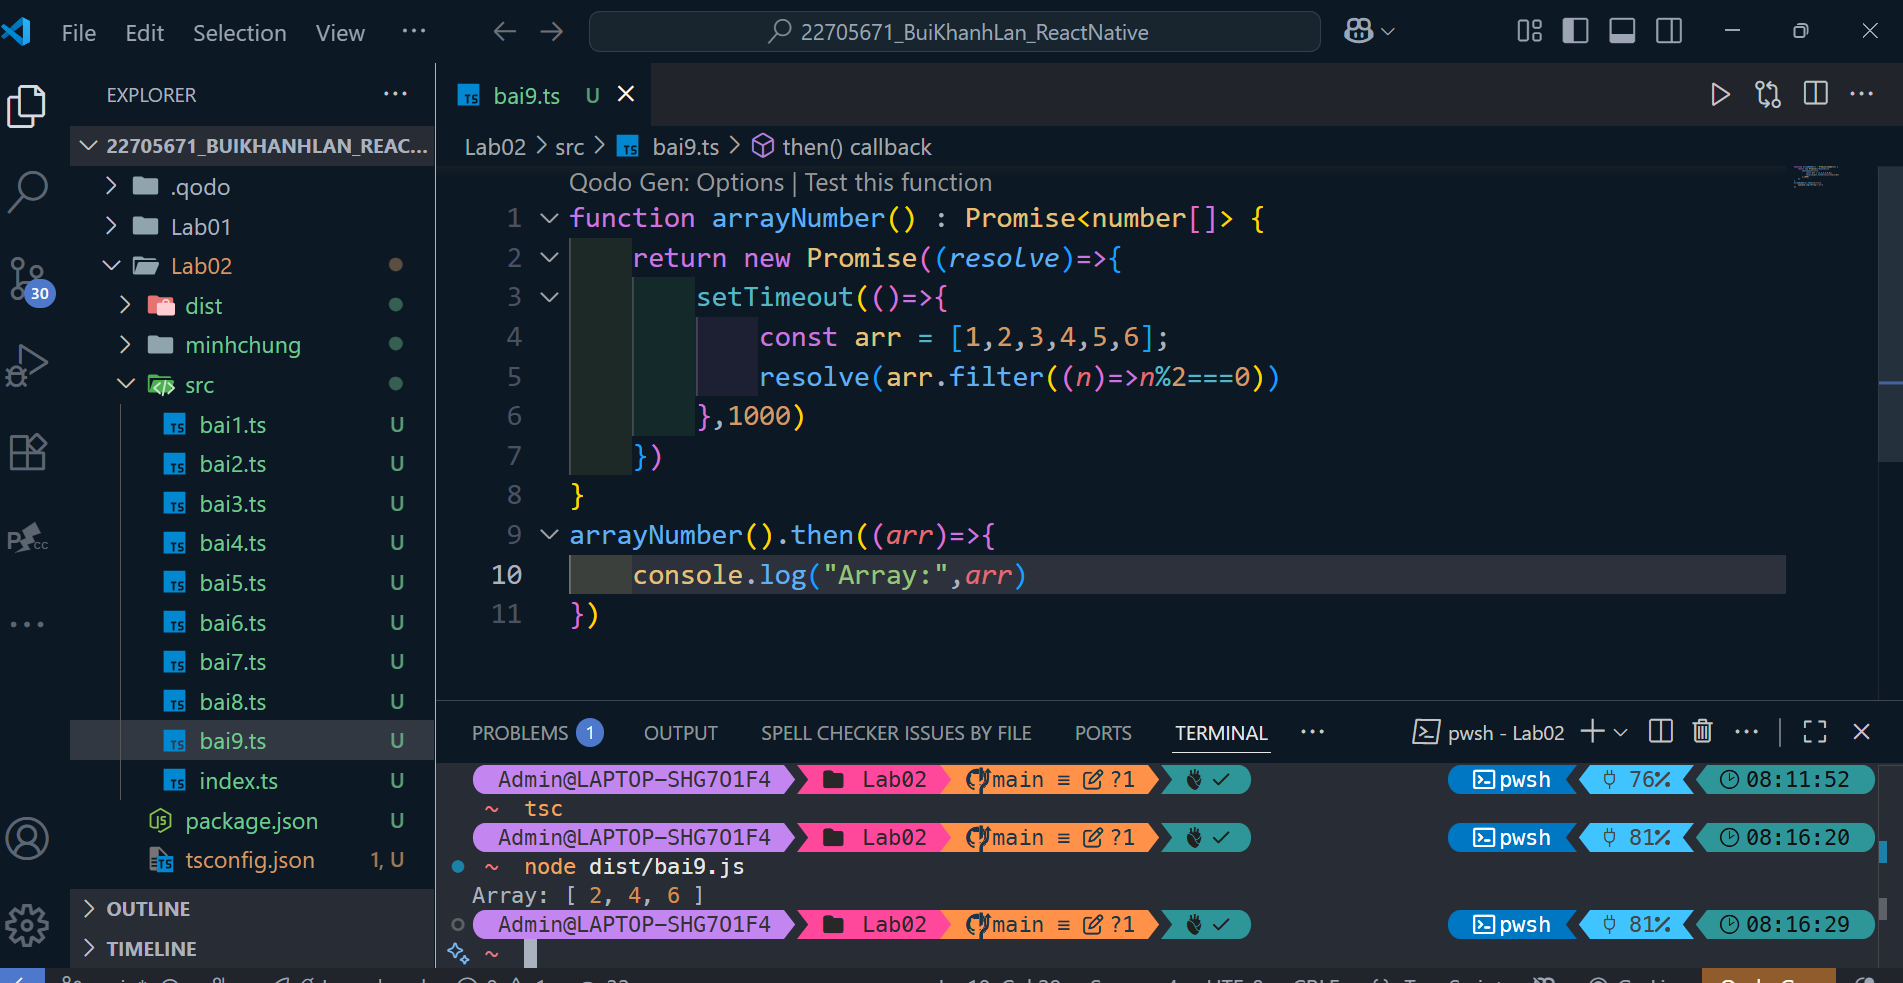 File Edit Selection View ··· 22705671_BuiKhanhLan_ReactNative
EXPLORER ···
22705671_BUIKHANHLAN_REAC...
.qodo
Lab01
Lab02
dist
minhchung
src
bai1.ts U
bai2.ts U
bai3.ts U
bai4.ts U
bai5.ts U
bai6.ts U
bai7.ts U
bai8.ts U
bai9.ts U
index.ts U
package.json U
tsconfig.json 1, U
OUTLINE
TIMELINE
30
bai9.ts U
Lab02 > src > bai9.ts > then() callback
Qodo Gen: Options | Test this function
1 function arrayNumber() : Promise<number[]> {
2 return new Promise((resolve)=>{
3 setTimeout(()=>{
4 const arr = [1,2,3,4,5,6];
5 resolve(arr.filter((n)=>n%2===0))
6 },1000)
7 })
8 }
9 arrayNumber().then((arr)=>{
10 console.log("Array:",arr)
11 })
PROBLEMS 1 OUTPUT SPELL CHECKER ISSUES BY FILE PORTS TERMINAL ··· pwsh - Lab02
Admin@LAPTOP-SHG7O1F4 Lab02 main ≡ ?1 pwsh 76% 08:11:52
~ tsc
Admin@LAPTOP-SHG7O1F4 Lab02 main ≡ ?1 pwsh 81% 08:16:20
~ node dist/bai9.js
Array: [ 2, 4, 6 ]
Admin@LAPTOP-SHG7O1F4 Lab02 main ≡ ?1 pwsh 81% 08:16:29
~